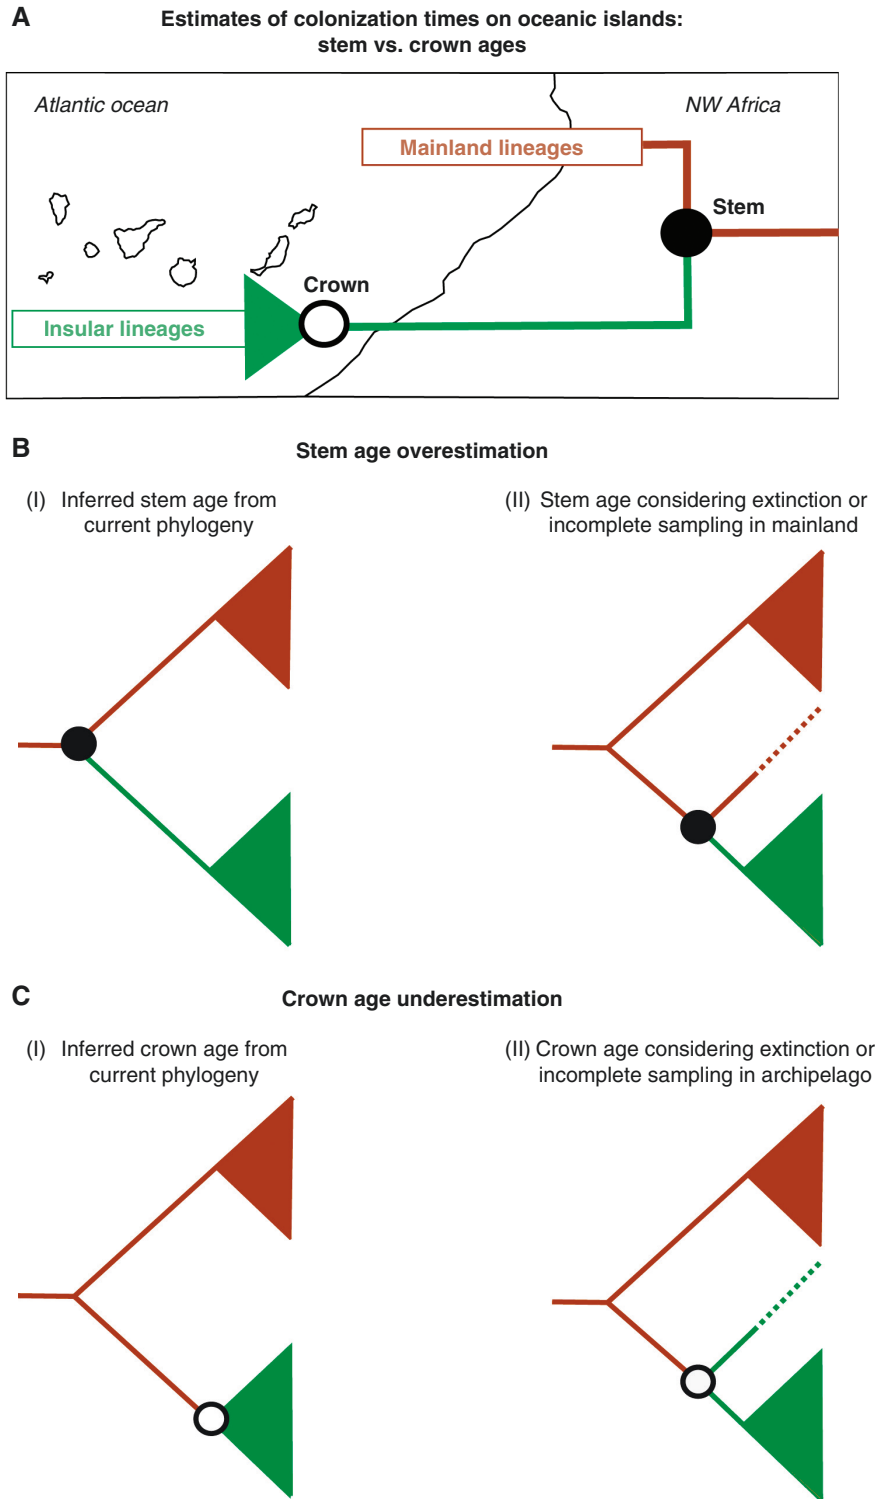 A
Estimates of colonization times on oceanic islands:
stem vs. crown ages
Atlantic ocean
NW Africa
Mainland lineages
Stem
Crown
Insular lineages
B
Stem age overestimation
(I) Inferred stem age from
current phylogeny
(II) Stem age considering extinction or
incomplete sampling in mainland
C
Crown age underestimation
(I) Inferred crown age from
current phylogeny
(II) Crown age considering extinction or
incomplete sampling in archipelago